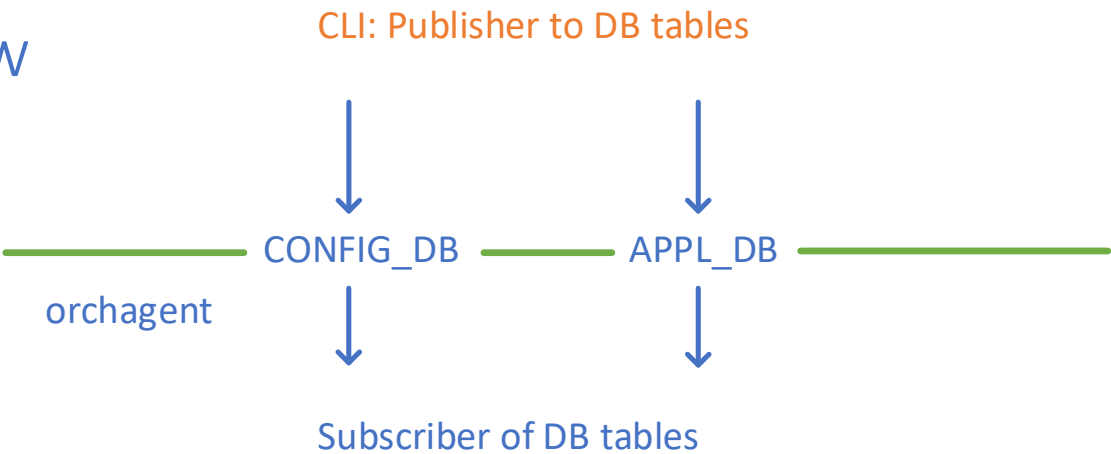 CLI: Publisher to DB tables
W
CONFIG_DB
APPL_DB
orchagent
Subscriber of DB tables